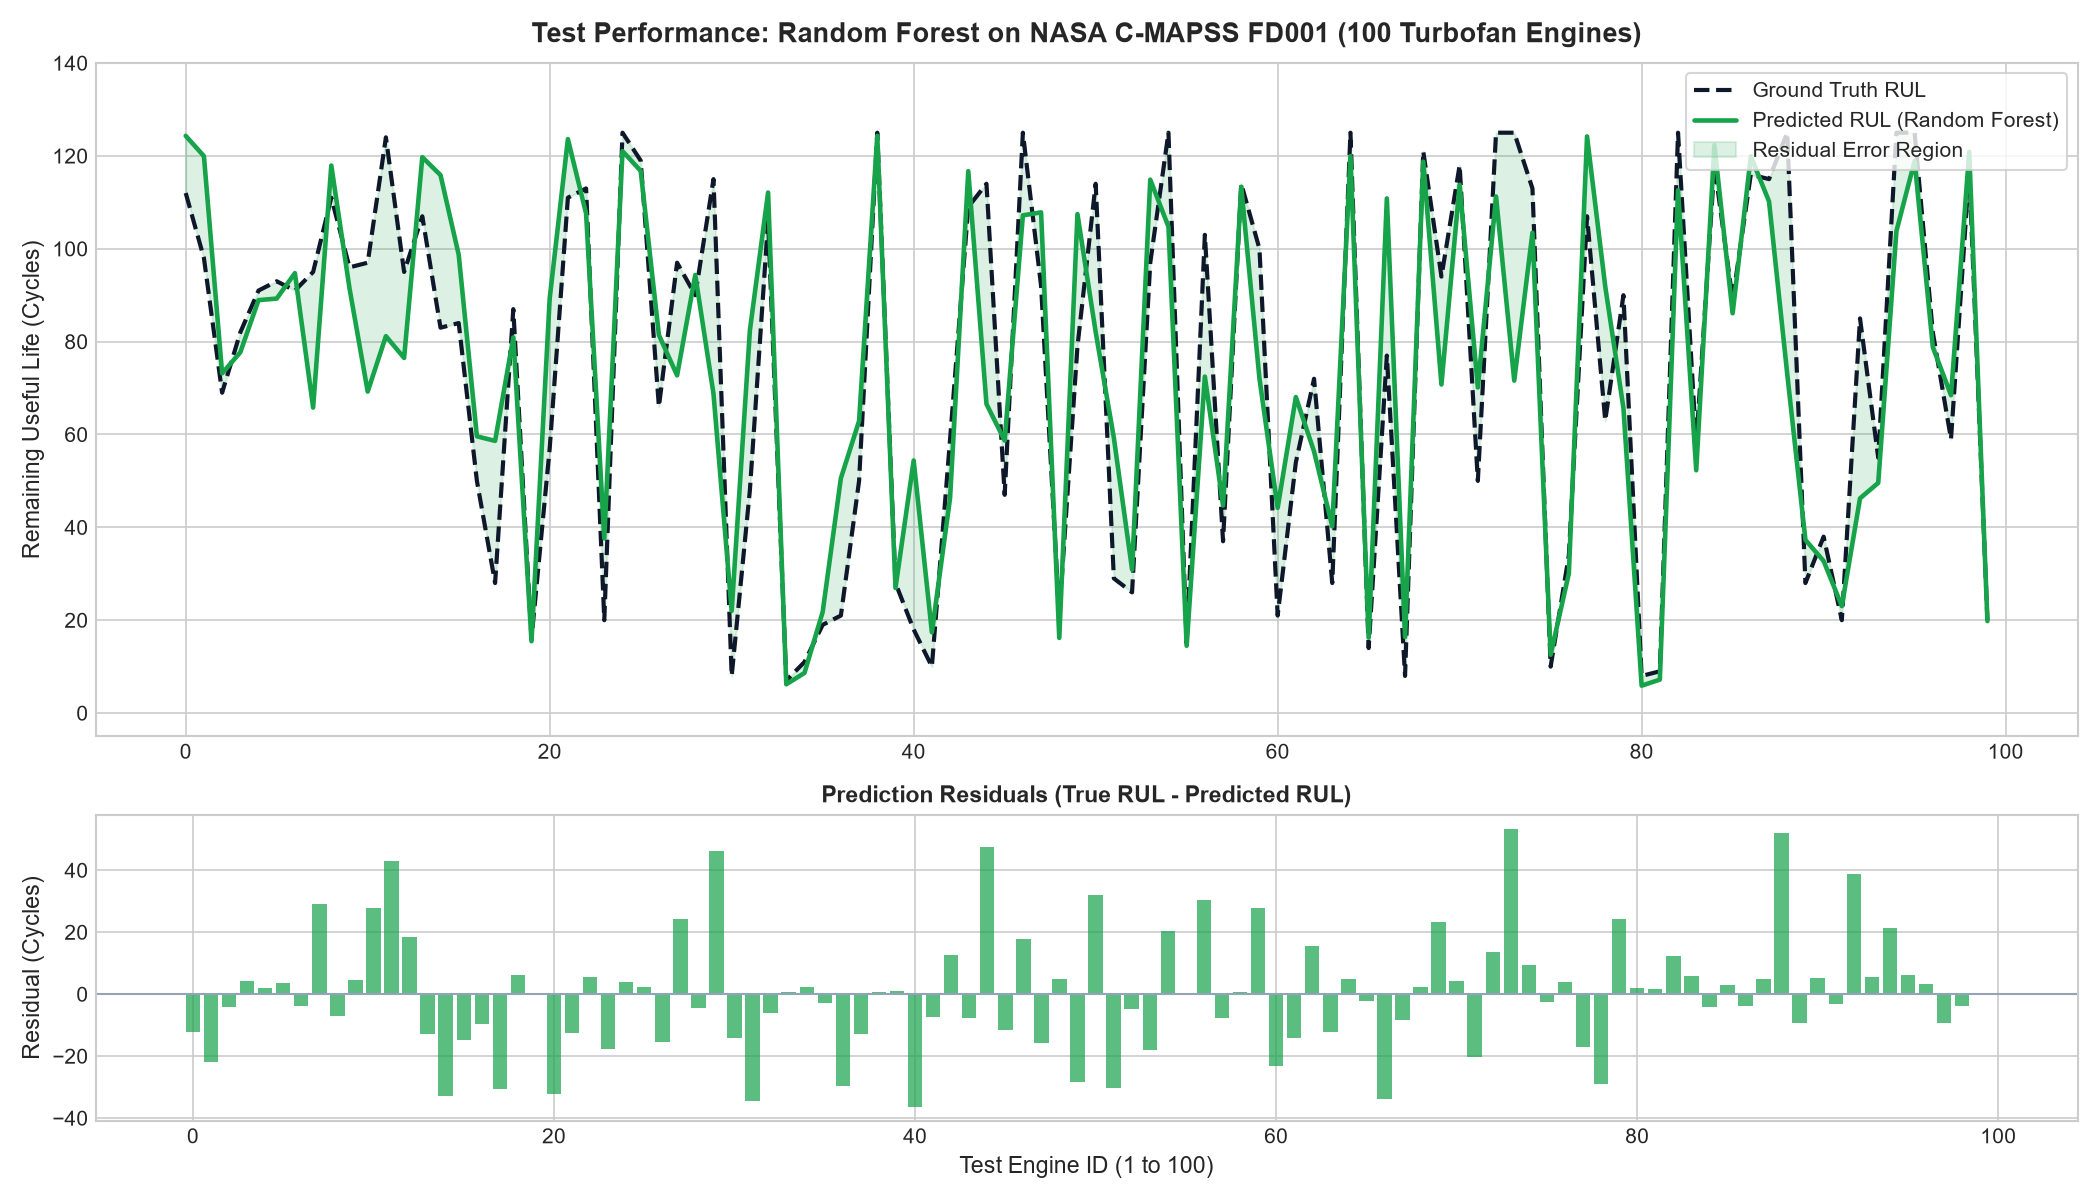 Test Performance: Random Forest on NASA C-MAPSS FD001 (100 Turbofan Engines)
Remaining Useful Life (Cycles)
140
120
100
80
60
40
20
0
Ground Truth RUL
Predicted RUL (Random Forest)
Residual Error Region
0 20 40 60 80 100
Prediction Residuals (True RUL - Predicted RUL)
Residual (Cycles)
40
20
0
−20
−40
0 20 40 60 80 100
Test Engine ID (1 to 100)